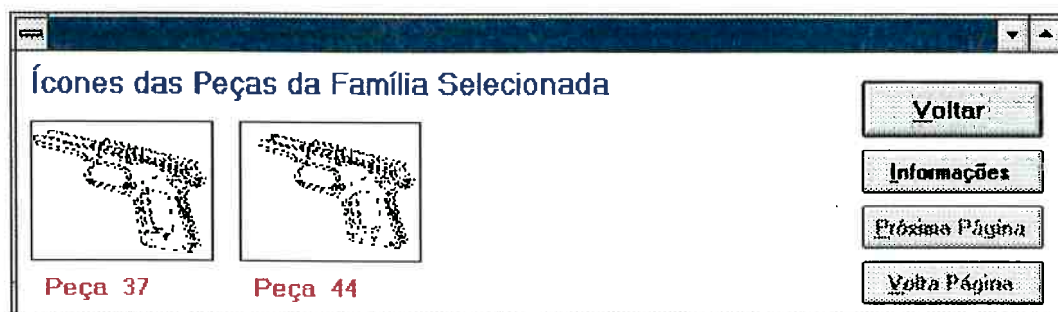 Ícones das Peças da Família Selecionada
Voltar
Informações
Próxima Página
Volta Página
Peça 37
Peça 44